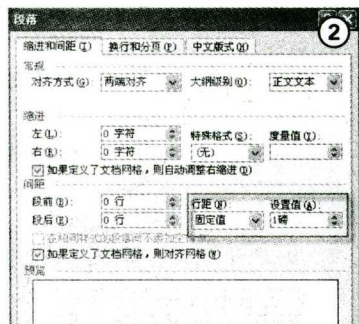 段落
②
缩进和间距(I) 换行和分页(P) 中文版式(H)
常规
对齐方式(G): 两端对齐 大纲级别(O): 正文文本
缩进
左(L): 0 字符 特殊格式(S): 度量值(Y):
右(R): 0 字符 (无)
如果定义了文档网格，则自动调整右缩进(D)
间距
段前(B): 0 行 行距(N): 设置值(A):
段后(E): 0 行 固定值 1磅
如果定义了文档网格，则对齐网格(W)
预览